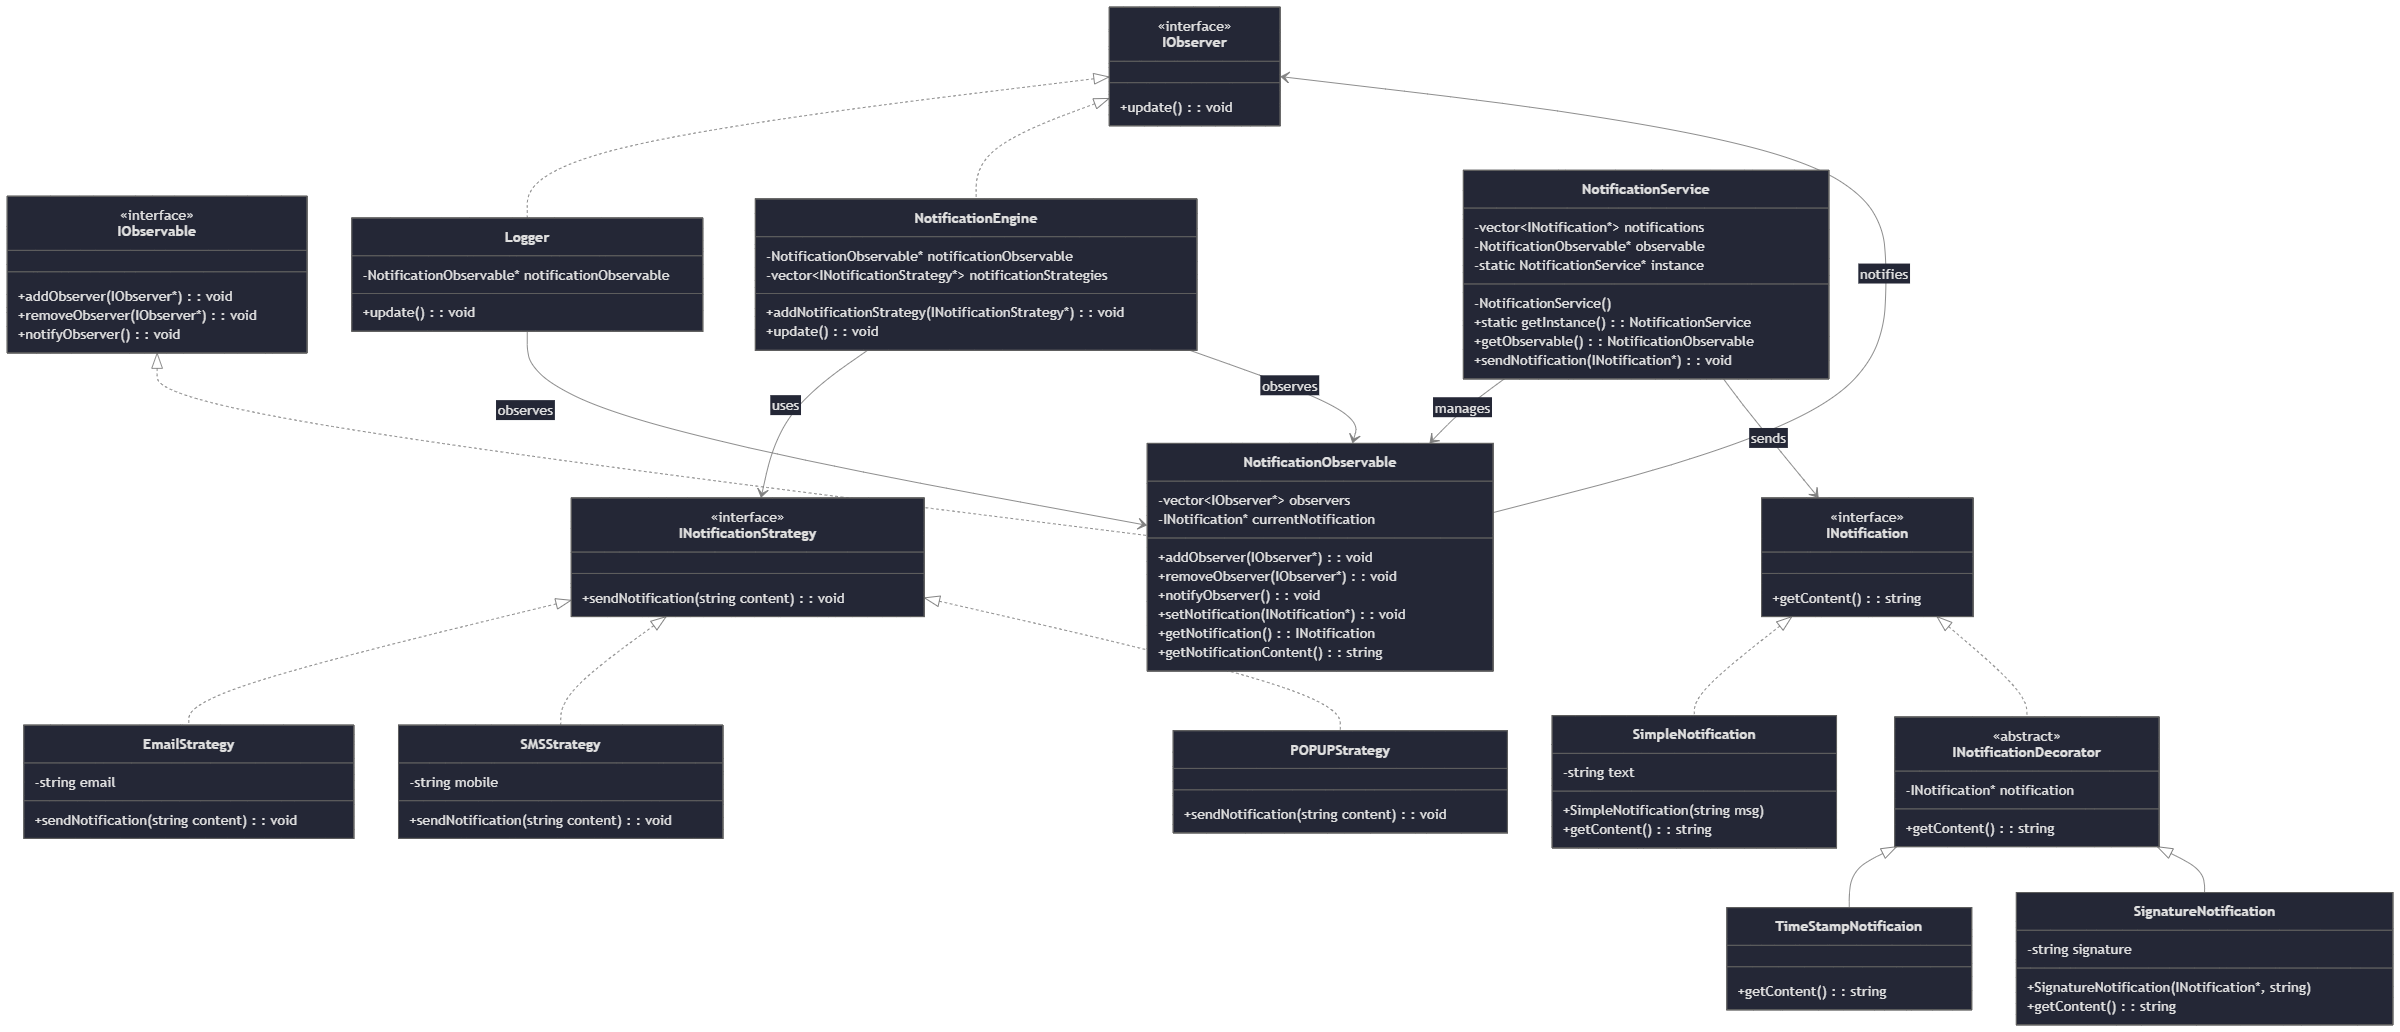 «interface»
IObserver
+update() : : void
«interface»
IObservable
+addObserver(IObserver*) : : void
+removeObserver(IObserver*) : : void
+notifyObserver() : : void
Logger
-NotificationObservable* notificationObservable
+update() : : void
NotificationEngine
-NotificationObservable* notificationObservable
-vector<INotificationStrategy*> notificationStrategies
+addNotificationStrategy(INotificationStrategy*) : : void
+update() : : void
NotificationService
-vector<INotification*> notifications
-NotificationObservable* observable
-static NotificationService* instance
-NotificationService()
+static getInstance() : : NotificationService
+getObservable() : : NotificationObservable
+sendNotification(INotification*) : : void
notifies
observes
uses
observes
manages
sends
«interface»
INotificationStrategy
+sendNotification(string content) : : void
NotificationObservable
-vector<IObserver*> observers
-INotification* currentNotification
+addObserver(IObserver*) : : void
+removeObserver(IObserver*) : : void
+notifyObserver() : : void
+setNotification(INotification*) : : void
+getNotification() : : INotification
+getNotificationContent() : : string
«interface»
INotification
+getContent() : : string
EmailStrategy
-string email
+sendNotification(string content) : : void
SMSStrategy
-string mobile
+sendNotification(string content) : : void
POPUPStrategy
+sendNotification(string content) : : void
SimpleNotification
-string text
+SimpleNotification(string msg)
+getContent() : : string
«abstract»
INotificationDecorator
-INotification* notification
+getContent() : : string
TimeStampNotificaion
+getContent() : : string
SignatureNotification
-string signature
+SignatureNotification(INotification*, string)
+getContent() : : string